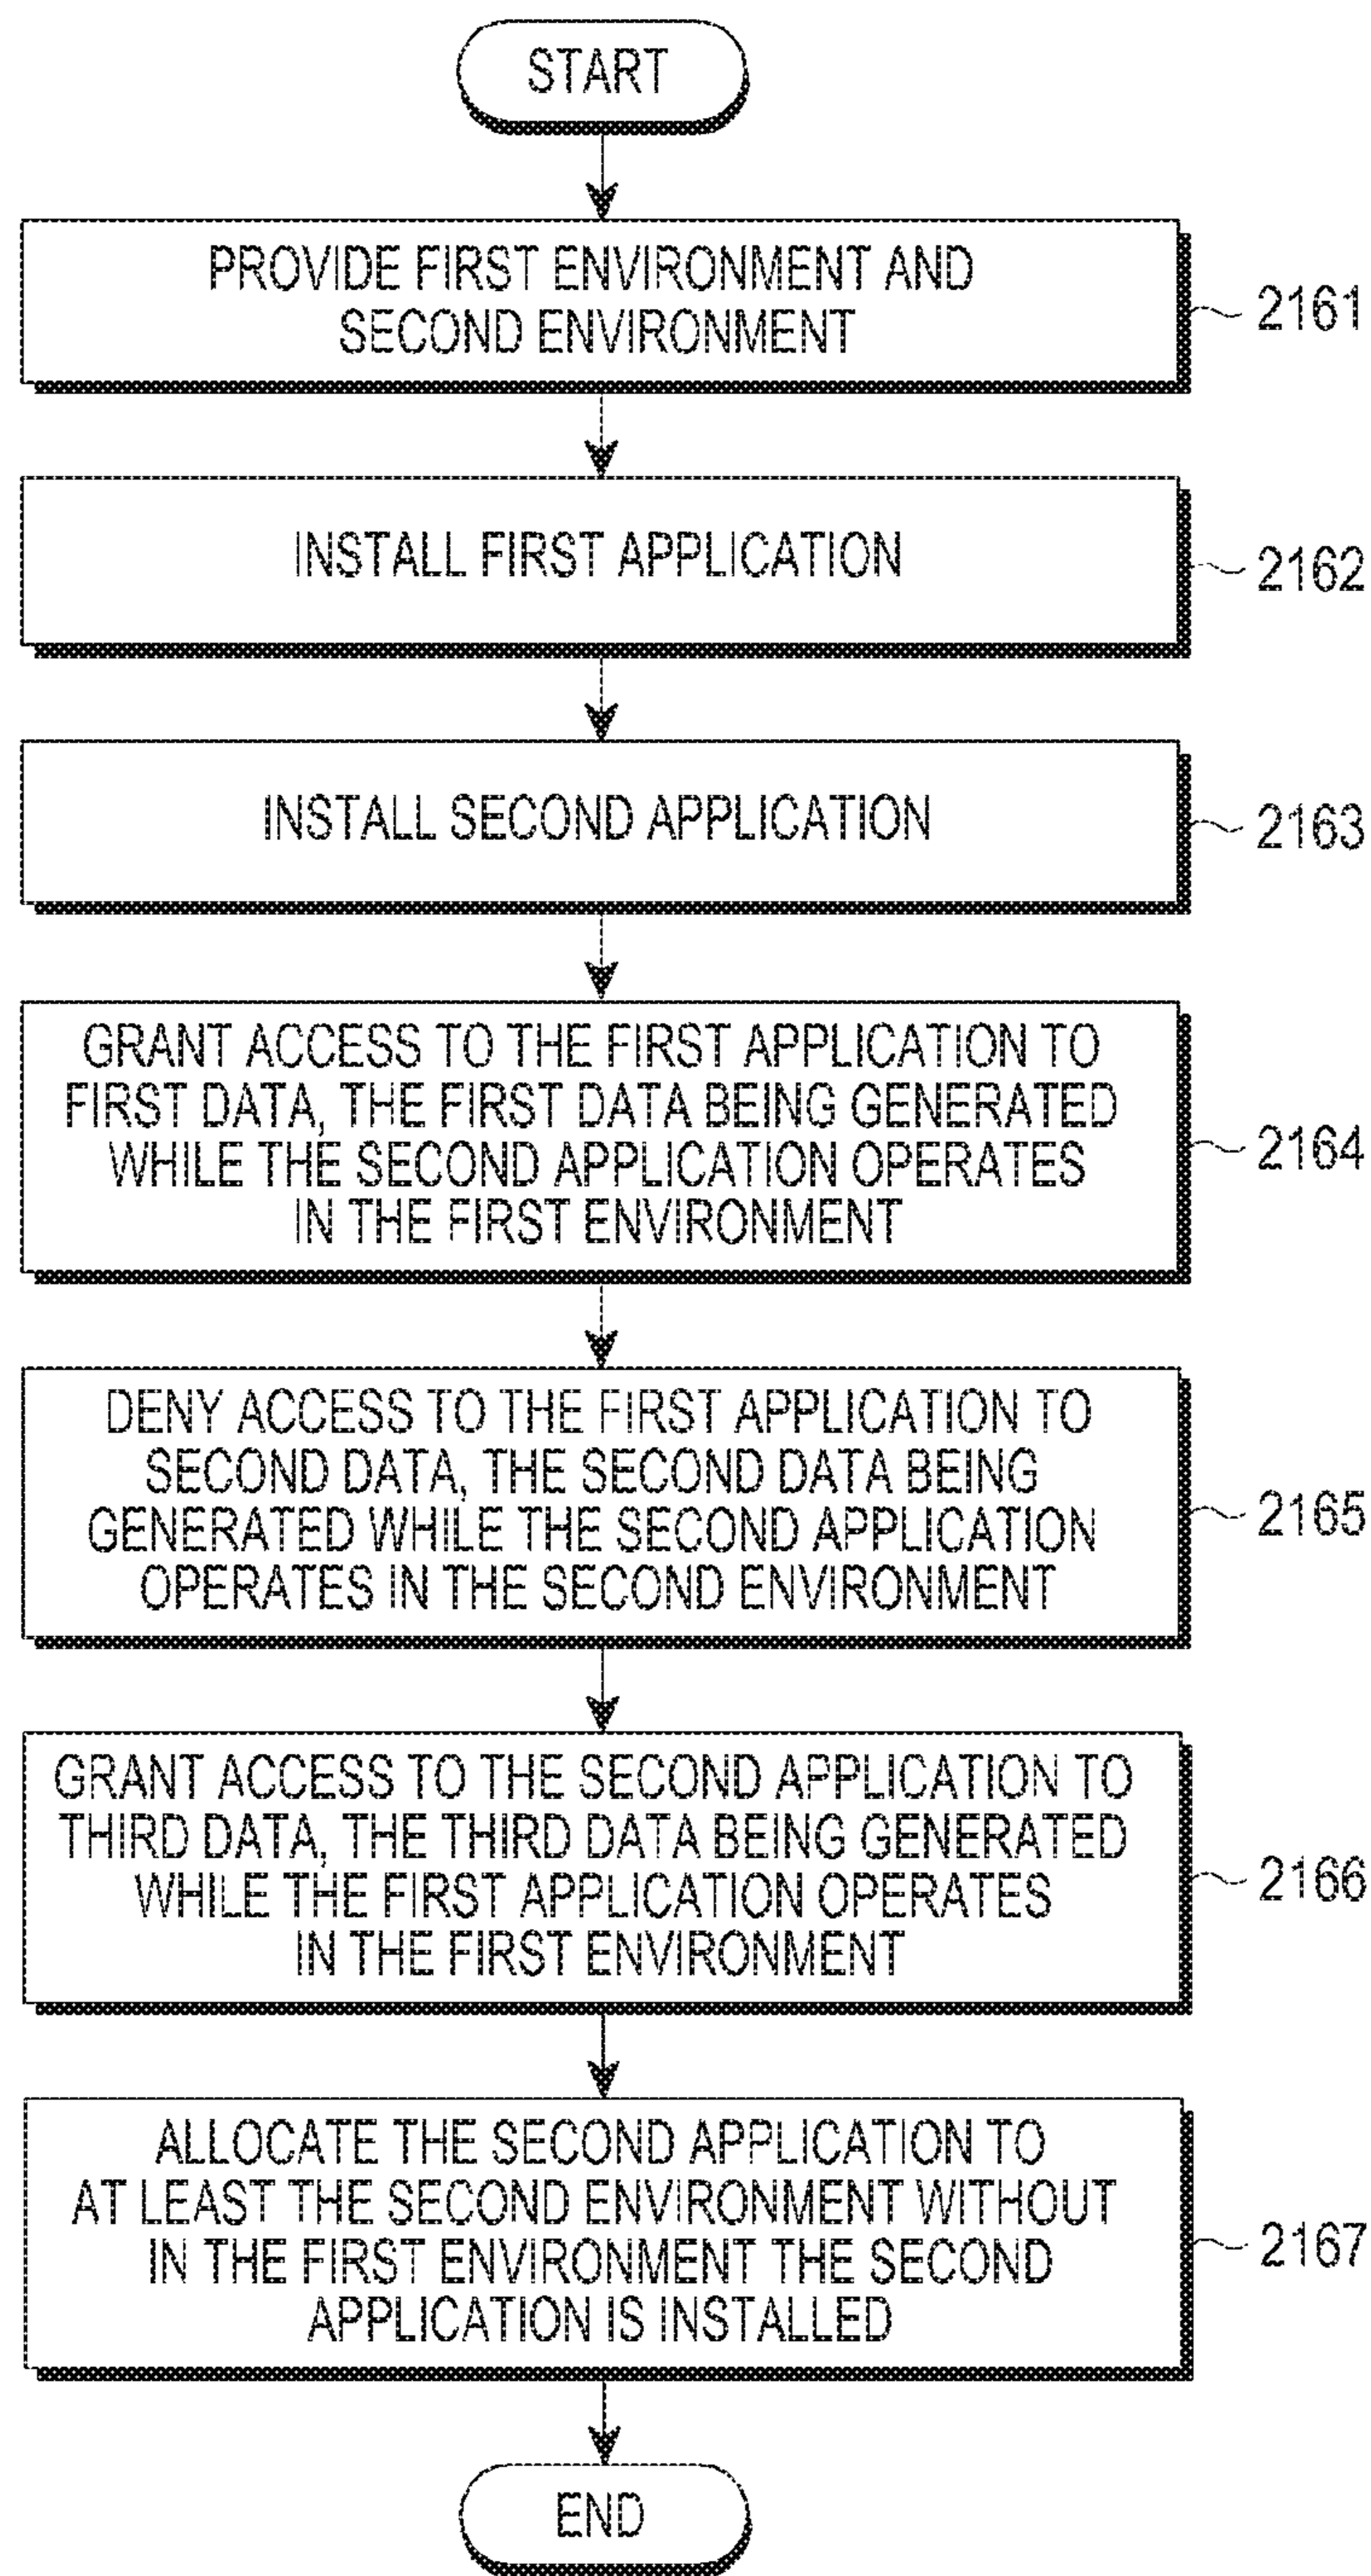 START
PROVIDE FIRST ENVIRONMENT AND
SECOND ENVIRONMENT
2161
INSTALL FIRST APPLICATION
2162
INSTALL SECOND APPLICATION
2163
GRANT ACCESS TO THE FIRST APPLICATION TO
FIRST DATA, THE FIRST DATA BEING GENERATED
WHILE THE SECOND APPLICATION OPERATES
IN THE FIRST ENVIRONMENT
2164
DENY ACCESS TO THE FIRST APPLICATION TO
SECOND DATA, THE SECOND DATA BEING
GENERATED WHILE THE SECOND APPLICATION
OPERATES IN THE SECOND ENVIRONMENT
2165
GRANT ACCESS TO THE SECOND APPLICATION TO
THIRD DATA, THE THIRD DATA BEING GENERATED
WHILE THE FIRST APPLICATION OPERATES
IN THE FIRST ENVIRONMENT
2166
ALLOCATE THE SECOND APPLICATION TO
AT LEAST THE SECOND ENVIRONMENT WITHOUT
IN THE FIRST ENVIRONMENT THE SECOND
APPLICATION IS INSTALLED
2167
END